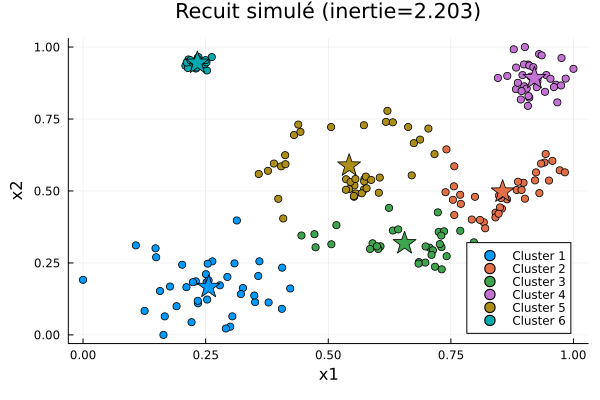 Recuit simulé (inertie=2.203)
1.00
0.75
0.50
0.25
0.00
x2
0.00
0.25
0.50
0.75
1.00
x1
Cluster 1
Cluster 2
Cluster 3
Cluster 4
Cluster 5
Cluster 6